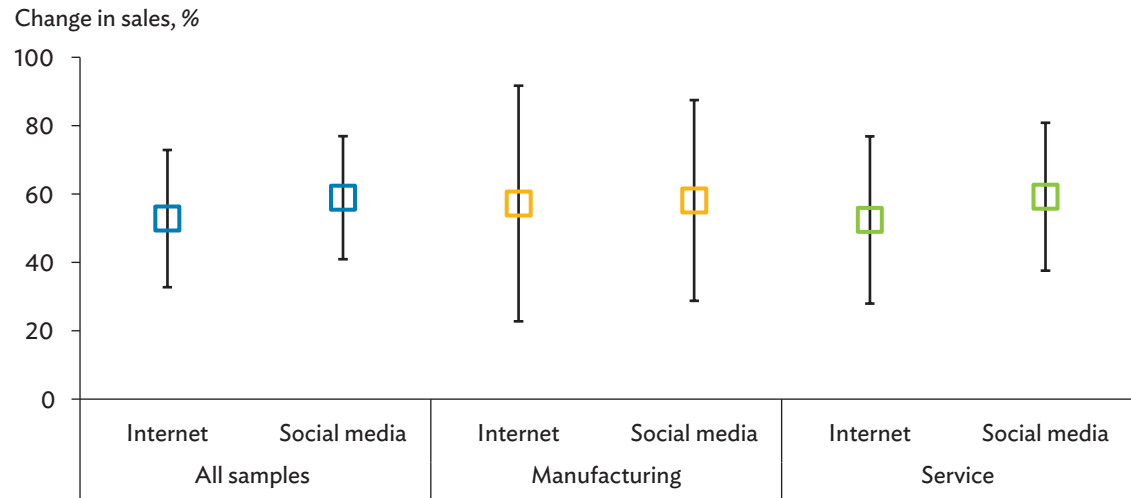 Change in sales, %
100
80
60
40
20
0
Internet Social media Internet Social media Internet Social media
All samples Manufacturing Service